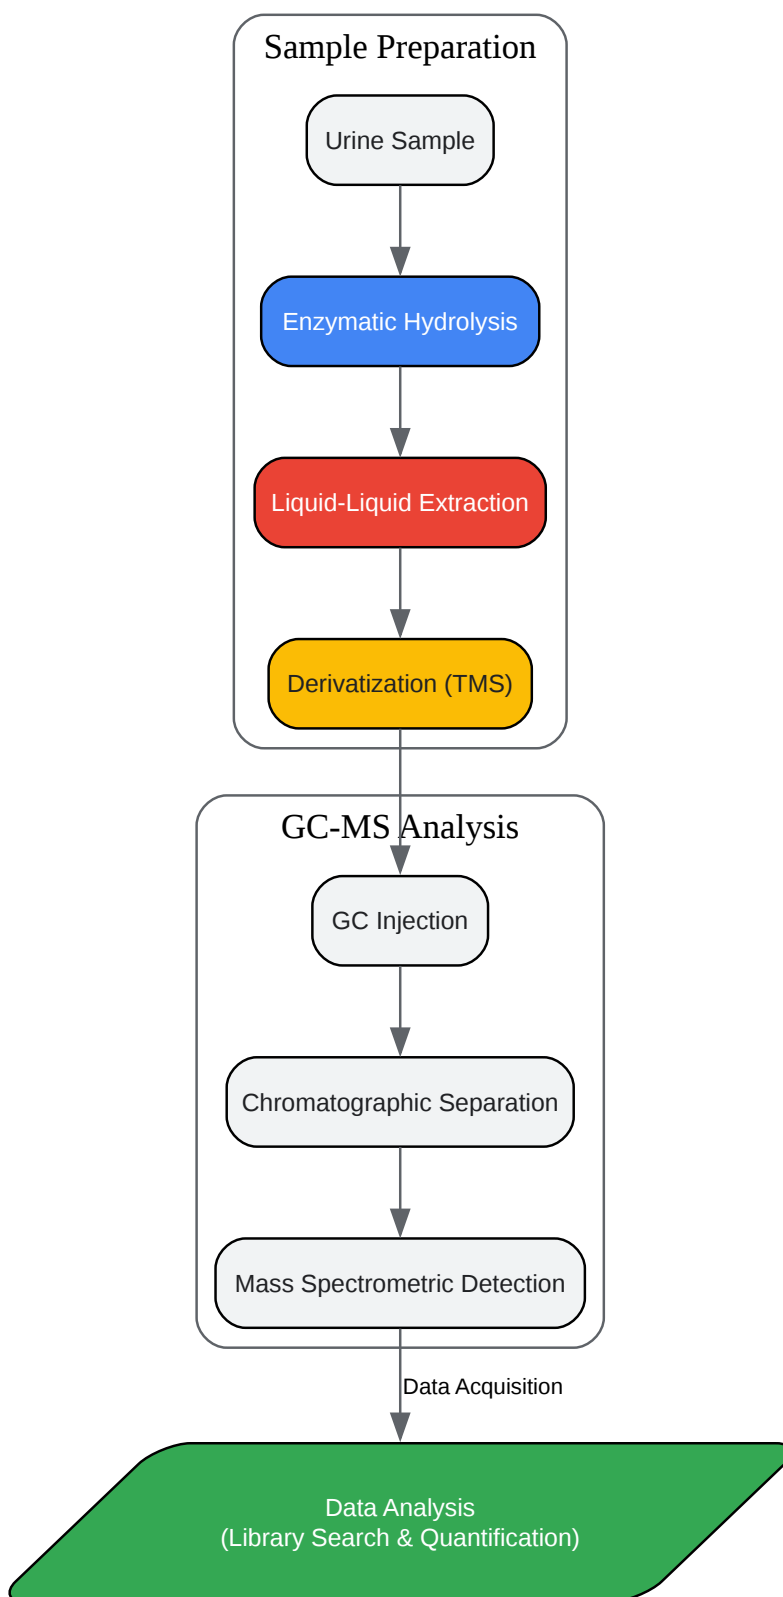 Sample Preparation
Urine Sample
Enzymatic Hydrolysis
Liquid-Liquid Extraction
Derivatization (TMS)
GC-MS Analysis
GC Injection
Chromatographic Separation
Mass Spectrometric Detection
Data Acquisition
Data Analysis
(Library Search & Quantification)